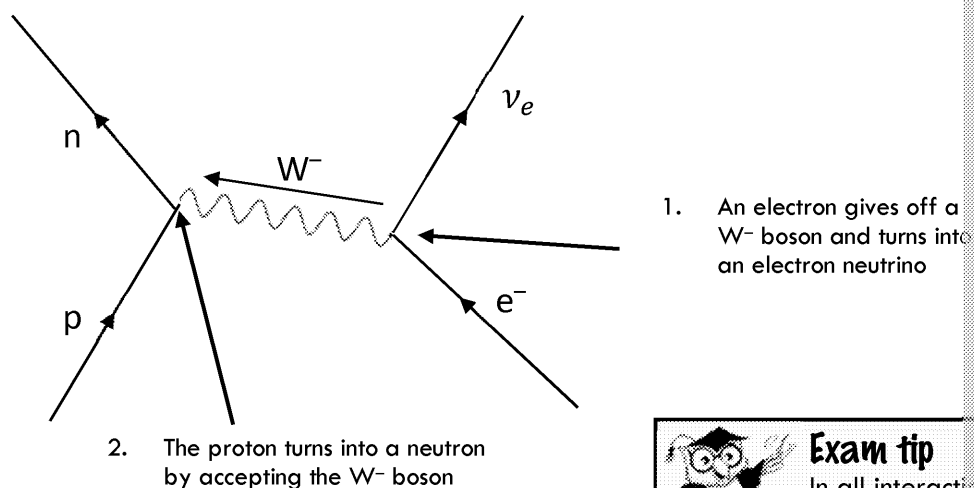 n
W⁻
νₑ
p
e⁻
1. An electron gives off a
W⁻ boson and turns into
an electron neutrino
2. The proton turns into a neutron
by accepting the W⁻ boson
Exam tip
In all